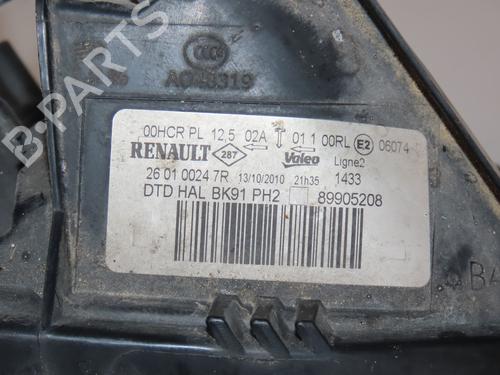 B-PARTS
00HCR PL 12,5 02A 01 1 00RL E2 06074
RENAULT 287 Valeo Ligne2
26 01 0024 7R 13/10/2010 21h35 1433
DTD HAL BK91 PH2 89905208